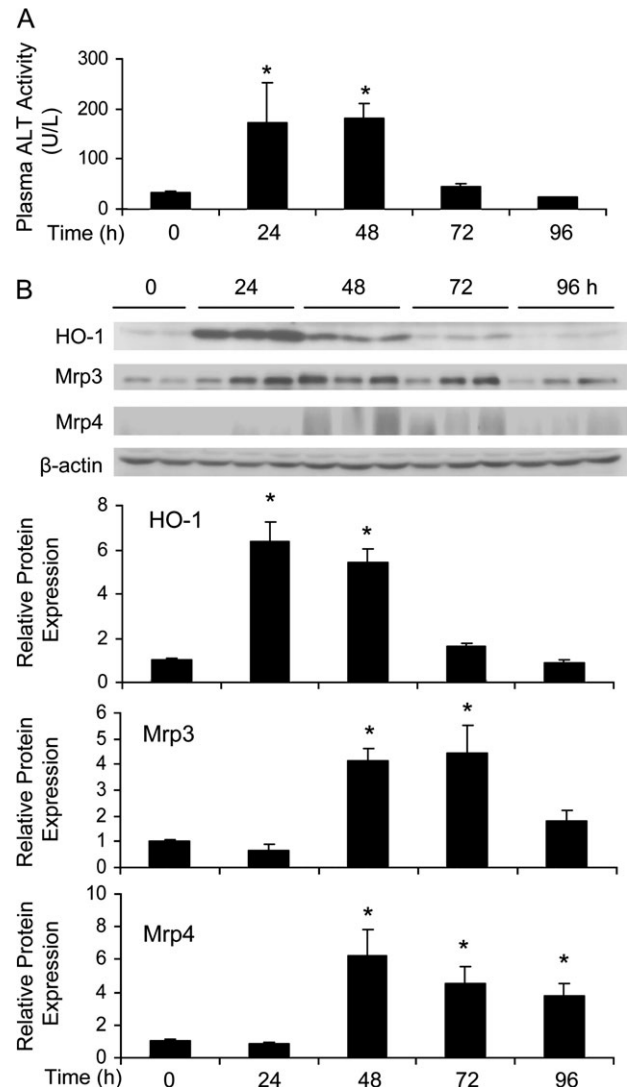 A
Plasma ALT Activity
(U/L)
300
200
100
0
*
*
Time (h)
0 24 48 72 96
B
0 24 48 72 96 h
HO-1
Mrp3
Mrp4
β-actin
Relative Protein
Expression
HO-1
8
6
4
2
0
*
*
Relative Protein
Expression
Mrp3
6
5
4
3
2
1
0
*
*
Relative Protein
Expression
Mrp4
10
8
6
4
2
0
*
*
*
Time (h)
0 24 48 72 96